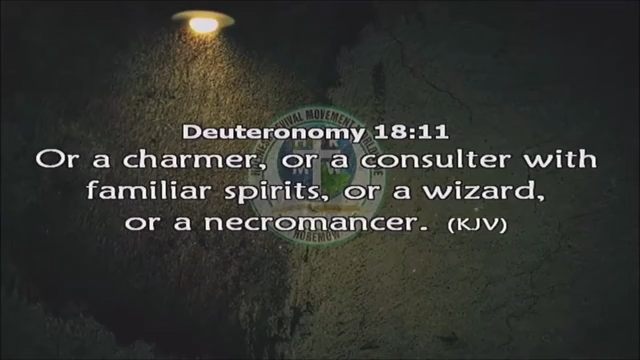 Deuteronomy 18:11
Or a charmer, or a consulter with
familiar spirits, or a wizard,
or a necromancer. (KJV)